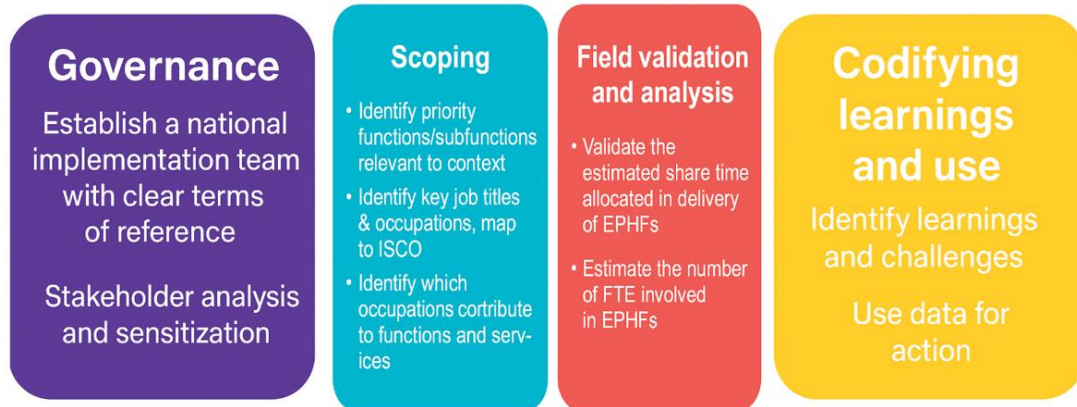 Governance
Establish a national
implementation team
with clear terms
of reference
Stakeholder analysis
and sensitization
Scoping
• Identify priority
functions/subfunctions
relevant to context
• Identify key job titles
& occupations, map
to ISCO
• Identify which
occupations contribute
to functions and serv-
ices
Field validation
and analysis
• Validate the
estimated share time
allocated in delivery
of EPHFs
• Estimate the number
of FTE involved
in EPHFs
Codifying
learnings
and use
Identify learnings
and challenges
Use data for
action